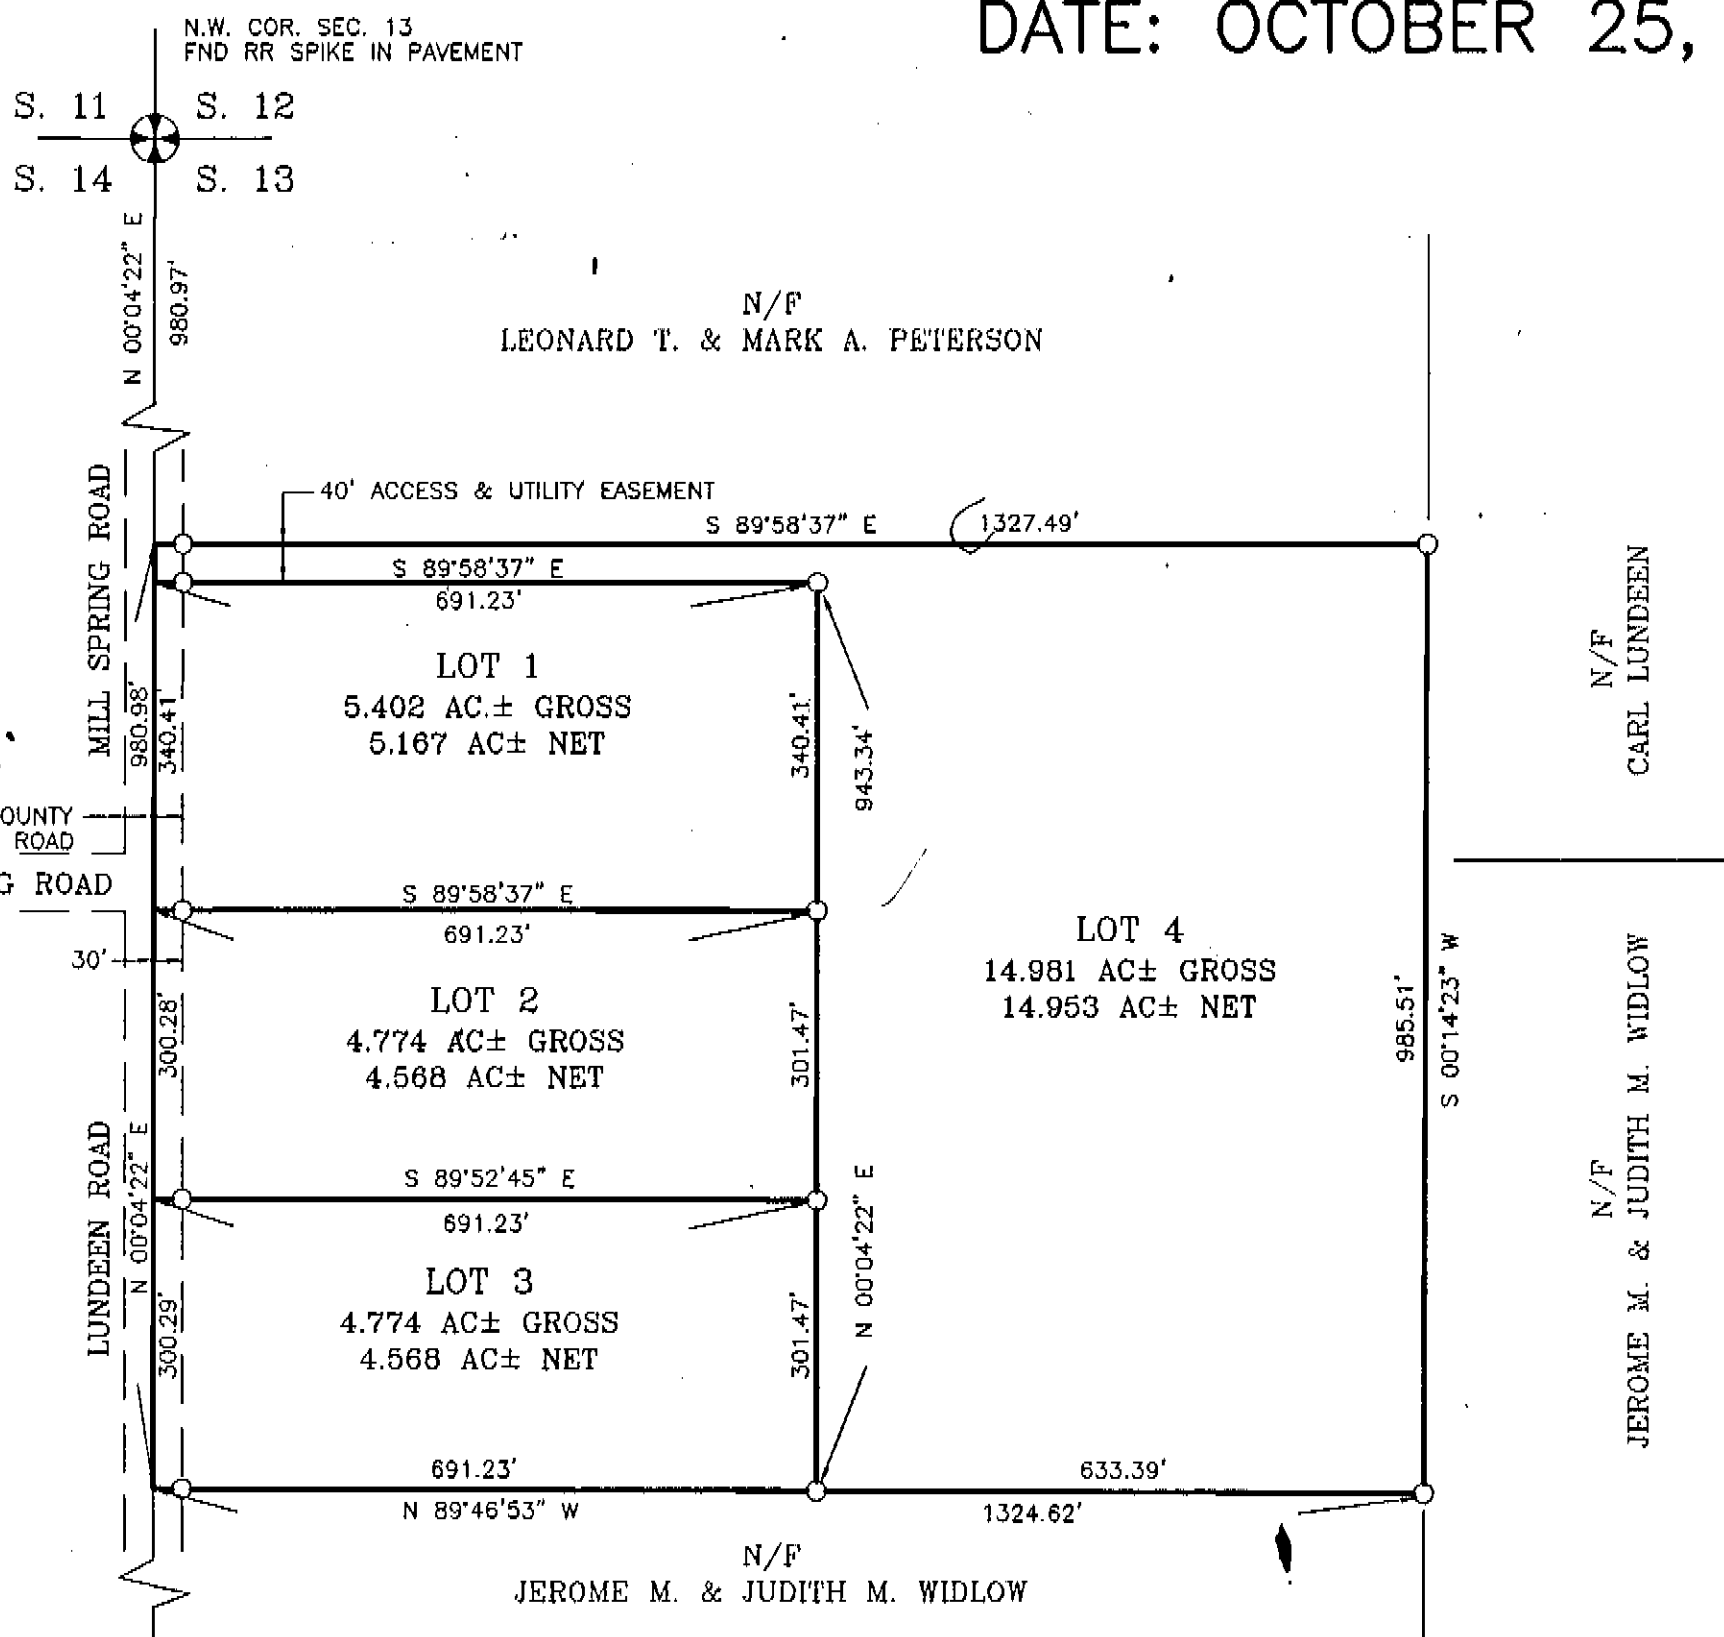 DATE: OCTOBER 25,
N.W. COR. SEC. 13
FND RR SPIKE IN PAVEMENT
S. 11
S. 12
S. 14
S. 13
N 00°04'22" E
980.97'
N/F
LEONARD T. & MARK A. PETERSON
40' ACCESS & UTILITY EASEMENT
S 89°58'37" E
1327.49'
MILL SPRING ROAD
S 89°58'37" E
691.23'
LOT 1
5.402 AC.± GROSS
5.167 AC± NET
980.98'
340.41'
340.41'
943.34'
N/F
CARL LUNDEEN
OUNTY
ROAD
G ROAD
S 89°58'37" E
691.23'
30'
LOT 2
4.774 AC± GROSS
4.568 AC± NET
300.28'
301.47'
LOT 4
14.981 AC± GROSS
14.953 AC± NET
985.51'
S 00°14'23" W
N/F
JEROME M. & JUDITH M. WIDLOW
LUNDEEN ROAD
N 00°04'22" E
S 89°52'45" E
691.23'
N 00°04'22" E
LOT 3
4.774 AC± GROSS
4.568 AC± NET
300.29'
301.47'
691.23'
N 89°46'53" W
633.39'
1324.62'
N/F
JEROME M. & JUDITH M. WIDLOW